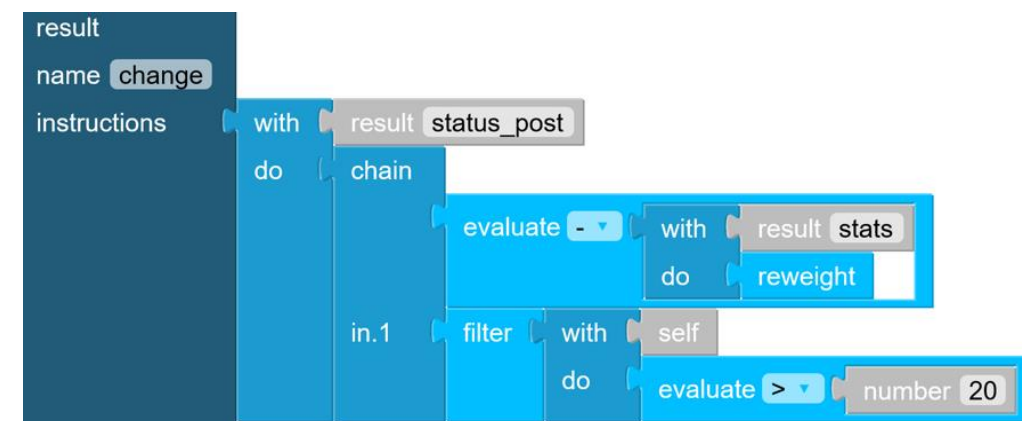 result
name change
instructions with result status_post
do chain
evaluate - with result stats
do reweight
in.1 filter with self
do evaluate > number 20